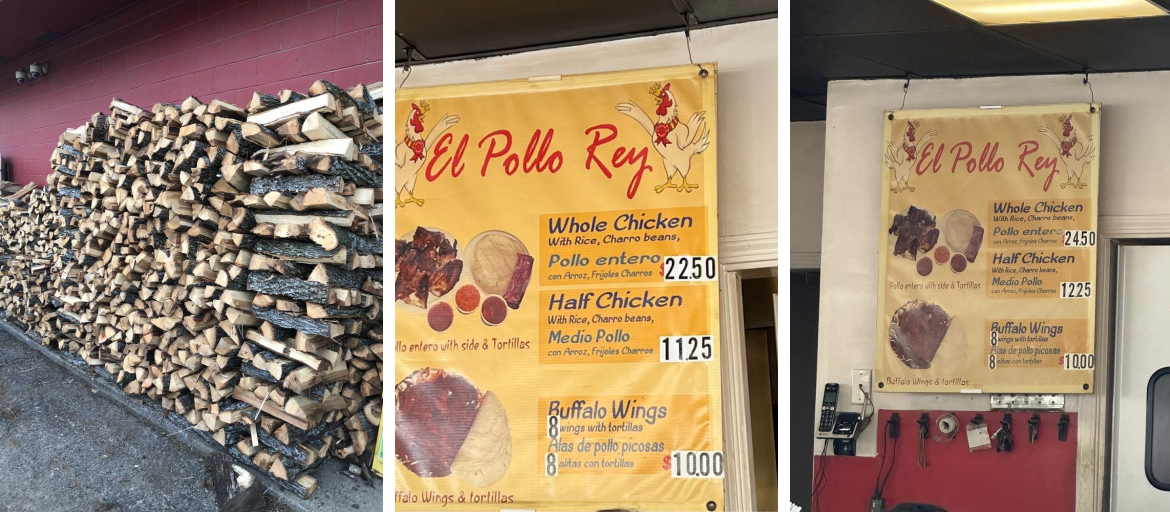 El Pollo Rey
Whole Chicken
With Rice, Charro beans,
Pollo entero
con Arroz, Frijoles Charros
$22.50
Half Chicken
With Rice, Charro beans,
Medio Pollo
con Arroz, Frijoles Charros
11.25
llo entero with side & Tortillas
Buffalo Wings
8 wings with tortillas
Alas de pollo picosas
8 alitas con tortillas
$10.00
ffalo Wings & tortillas
El Pollo Rey
Whole Chicken
With Rice, Charro beans,
Pollo entero
con Arroz, Frijoles Charros
$24.50
Half Chicken
With Rice, Charro beans,
Medio Pollo
con Arroz, Frijoles Charros
12.25
Pollo entero with side & Tortillas
Buffalo Wings
8 wings with tortillas
Alas de pollo picosas
8 alitas con tortillas
$10.00
Buffalo Wings & tortillas